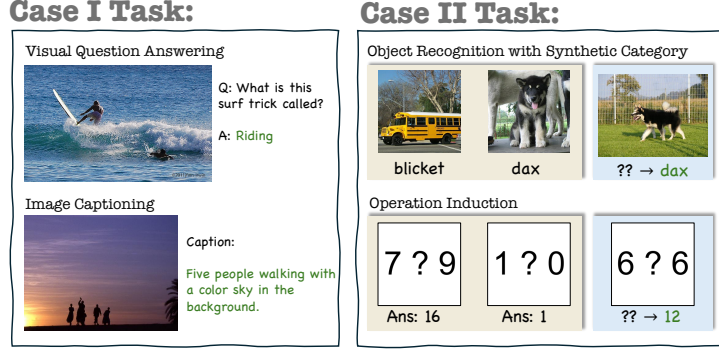 Case I Task:
Visual Question Answering
Q: What is this
surf trick called?
A: Riding
Image Captioning
Caption:
Five people walking with
a color sky in the
background.
Case II Task:
Object Recognition with Synthetic Category
blicket
dax
?? → dax
Operation Induction
7 ? 9
1 ? 0
6 ? 6
Ans: 16
Ans: 1
?? → 12